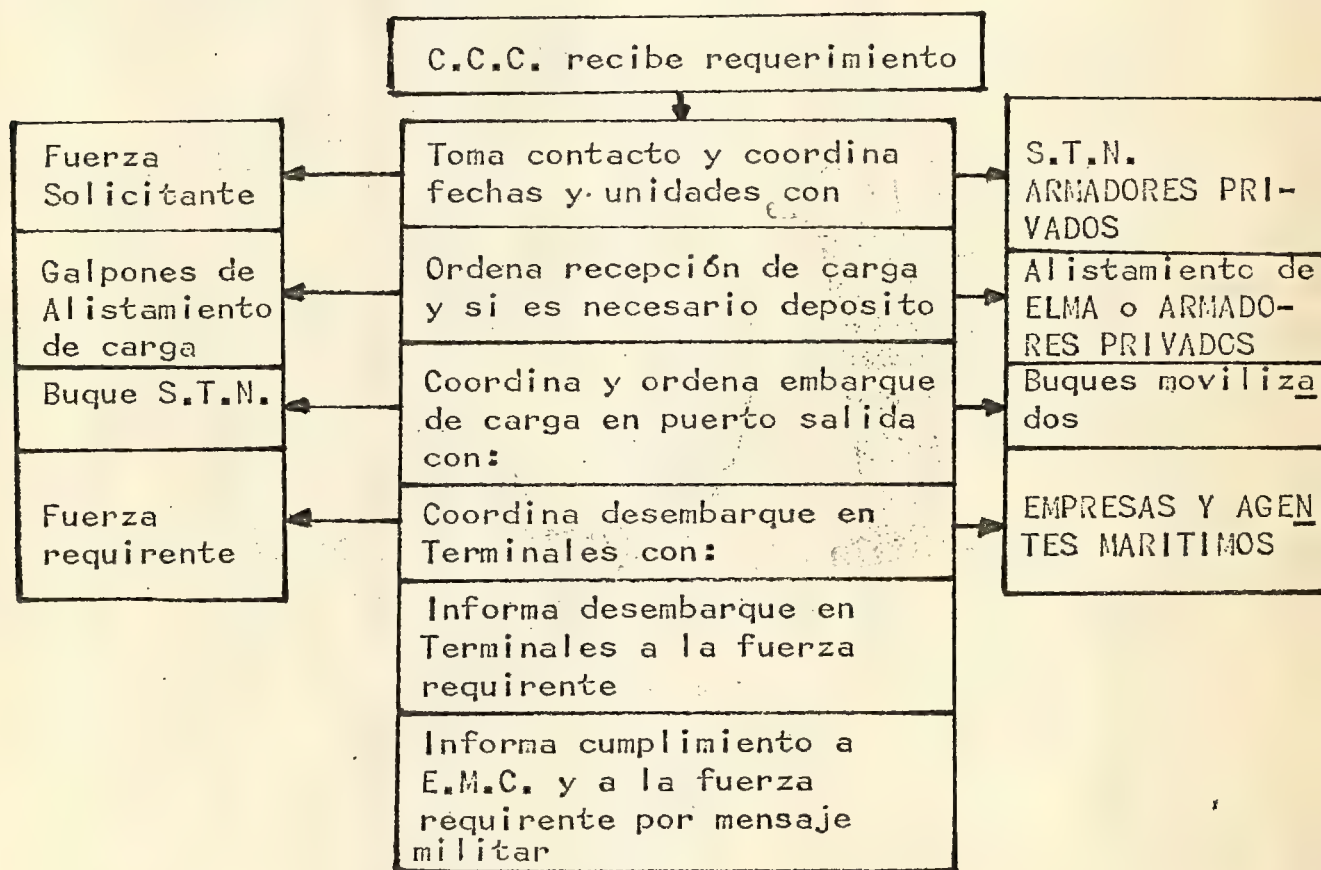 C.C.C. recibe requerimiento
Fuerza
Solicitante
Galpones de
Alistamiento
de carga
Buque S.T.N.
Fuerza
requirente
Toma contacto y coordina
fechas y unidades con
Ordena recepción de carga
y si es necesario deposito
Coordina y ordena embarque
de carga en puerto salida
con:
Coordina desembarque en
Terminales con:
Informa desembarque en
Terminales a la fuerza
requirente
Informa cumplimiento a
E.M.C. y a la fuerza
requirente por mensaje
militar
S.T.N.
ARMADORES PRI-
VADOS
Alistamiento de
ELMA o ARMADO-
RES PRIVADOS
Buques moviliza
dos
EMPRESAS Y AGEN
TES MARITIMOS